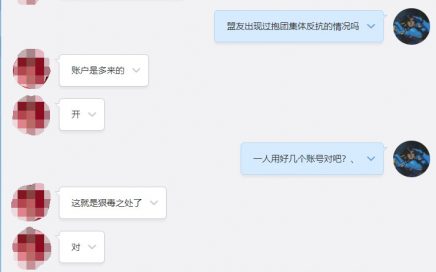 盟友出现过抱团集体反抗的情况吗
账户是多来的
开
一人用好几个账号对吧？、
这就是狠毒之处了
对